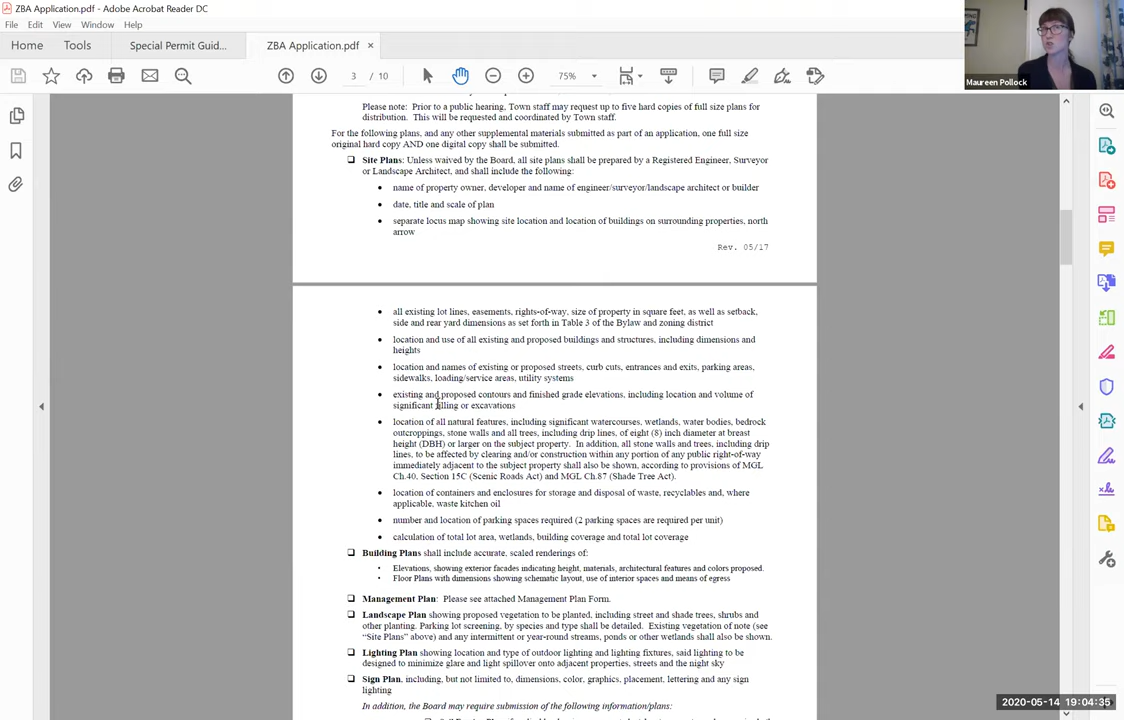 ZBA Application.pdf - Adobe Acrobat Reader DC
File Edit View Window Help
Home Tools Special Permit Guid... ZBA Application.pdf ×
3 / 10 75%
Maureen Pollock
Please note: Prior to a public hearing, Town staff may request up to five hard copies of full size plans for
distribution. This will be requested and coordinated by Town staff.
For the following plans, and any other supplemental materials submitted as part of an application, one full size
original hard copy AND one digital copy shall be submitted.
❑ Site Plans: Unless waived by the Board, all site plans shall be prepared by a Registered Engineer, Surveyor
or Landscape Architect, and shall include the following:
• name of property owner, developer and name of engineer/surveyor/landscape architect or builder
• date, title and scale of plan
• separate locus map showing site location and location of buildings on surrounding properties, north
arrow
Rev. 05/17
• all existing lot lines, easements, rights-of-way, size of property in square feet, as well as setback,
side and rear yard dimensions as set forth in Table 3 of the Bylaw and zoning district
• location and use of all existing and proposed buildings and structures, including dimensions and
heights
• location and names of existing or proposed streets, curb cuts, entrances and exits, parking areas,
sidewalks, loading/service areas, utility systems
• existing and proposed contours and finished grade elevations, including location and volume of
significant filling or excavations
• location of all natural features, including significant watercourses, wetlands, water bodies, bedrock
outcroppings, stone walls and all trees, including drip lines, of eight (8) inch diameter at breast
height (DBH) or larger on the subject property. In addition, all stone walls and trees, including drip
lines, to be affected by clearing and/or construction within any portion of any public right-of-way
immediately adjacent to the subject property shall also be shown, according to provisions of MGL
Ch.40, Section 15C (Scenic Roads Act) and MGL Ch.87 (Shade Tree Act).
• location of containers and enclosures for storage and disposal of waste, recyclables and, where
applicable, waste kitchen oil
• number and location of parking spaces required (2 parking spaces are required per unit)
• calculation of total lot area, wetlands, building coverage and total lot coverage
❑ Building Plans shall include accurate, scaled renderings of:
• Elevations, showing exterior facades indicating height, materials, architectural features and colors proposed.
• Floor Plans with dimensions showing schematic layout, use of interior spaces and means of egress
❑ Management Plan: Please see attached Management Plan Form.
❑ Landscape Plan showing proposed vegetation to be planted, including street and shade trees, shrubs and
other planting. Parking lot screening, by species and type shall be detailed. Existing vegetation of note (see
“Site Plans” above) and any intermittent or year-round streams, ponds or other wetlands shall also be shown.
❑ Lighting Plan showing location and type of outdoor lighting and lighting fixtures, said lighting to be
designed to minimize glare and light spillover onto adjacent properties, streets and the night sky
❑ Sign Plan, including, but not limited to, dimensions, color, graphics, placement, lettering and any sign
lighting
In addition, the Board may require submission of the following information/plans:
2020-05-14 19:04:35